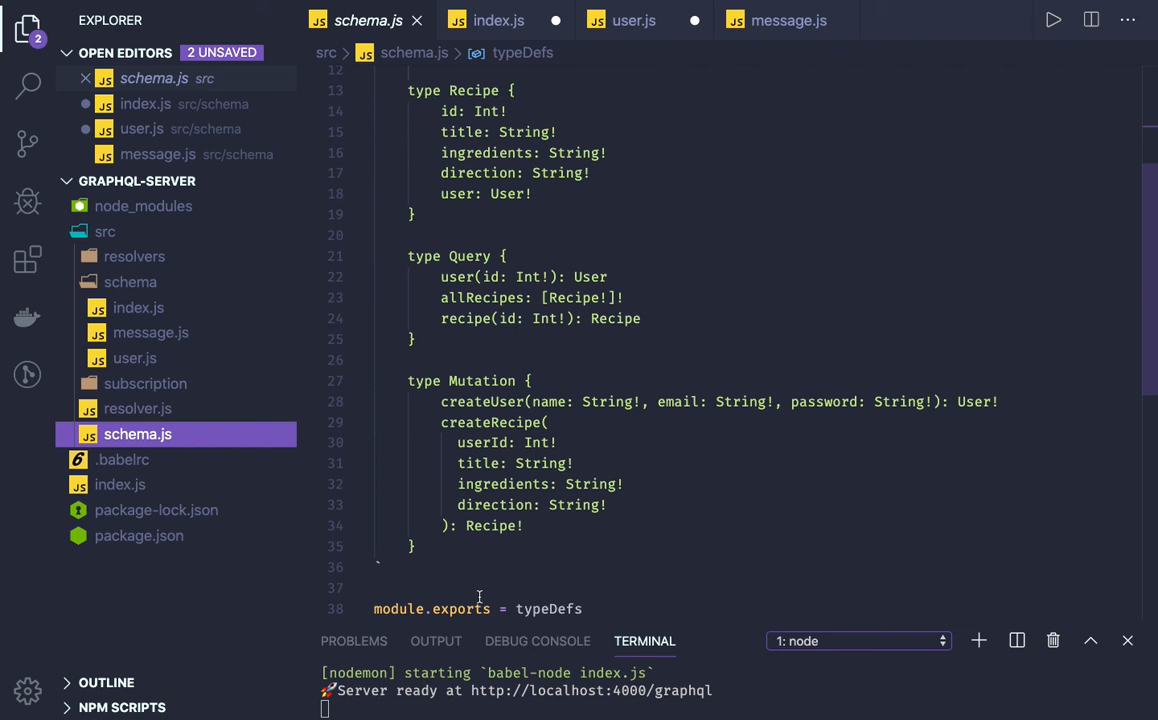 EXPLORER
schema.js
index.js
user.js
message.js
2
OPEN EDITORS 2 UNSAVED
src > schema.js > typeDefs
schema.js src
index.js src/schema
user.js src/schema
message.js src/schema
GRAPHQL-SERVER
node_modules
src
resolvers
schema
index.js
message.js
user.js
subscription
resolver.js
schema.js
.babelrc
index.js
package-lock.json
package.json
OUTLINE
NPM SCRIPTS
12
13 type Recipe {
14 id: Int!
15 title: String!
16 ingredients: String!
17 direction: String!
18 user: User!
19 }
20
21 type Query {
22 user(id: Int!): User
23 allRecipes: [Recipe!]!
24 recipe(id: Int!): Recipe
25 }
26
27 type Mutation {
28 createUser(name: String!, email: String!, password: String!): User!
29 createRecipe(
30 userId: Int!
31 title: String!
32 ingredients: String!
33 direction: String!
34 ): Recipe!
35 }
36 `
37
38 module.exports = typeDefs
PROBLEMS OUTPUT DEBUG CONSOLE TERMINAL 1: node
[nodemon] starting `babel-node index.js`
🚀Server ready at http://localhost:4000/graphql